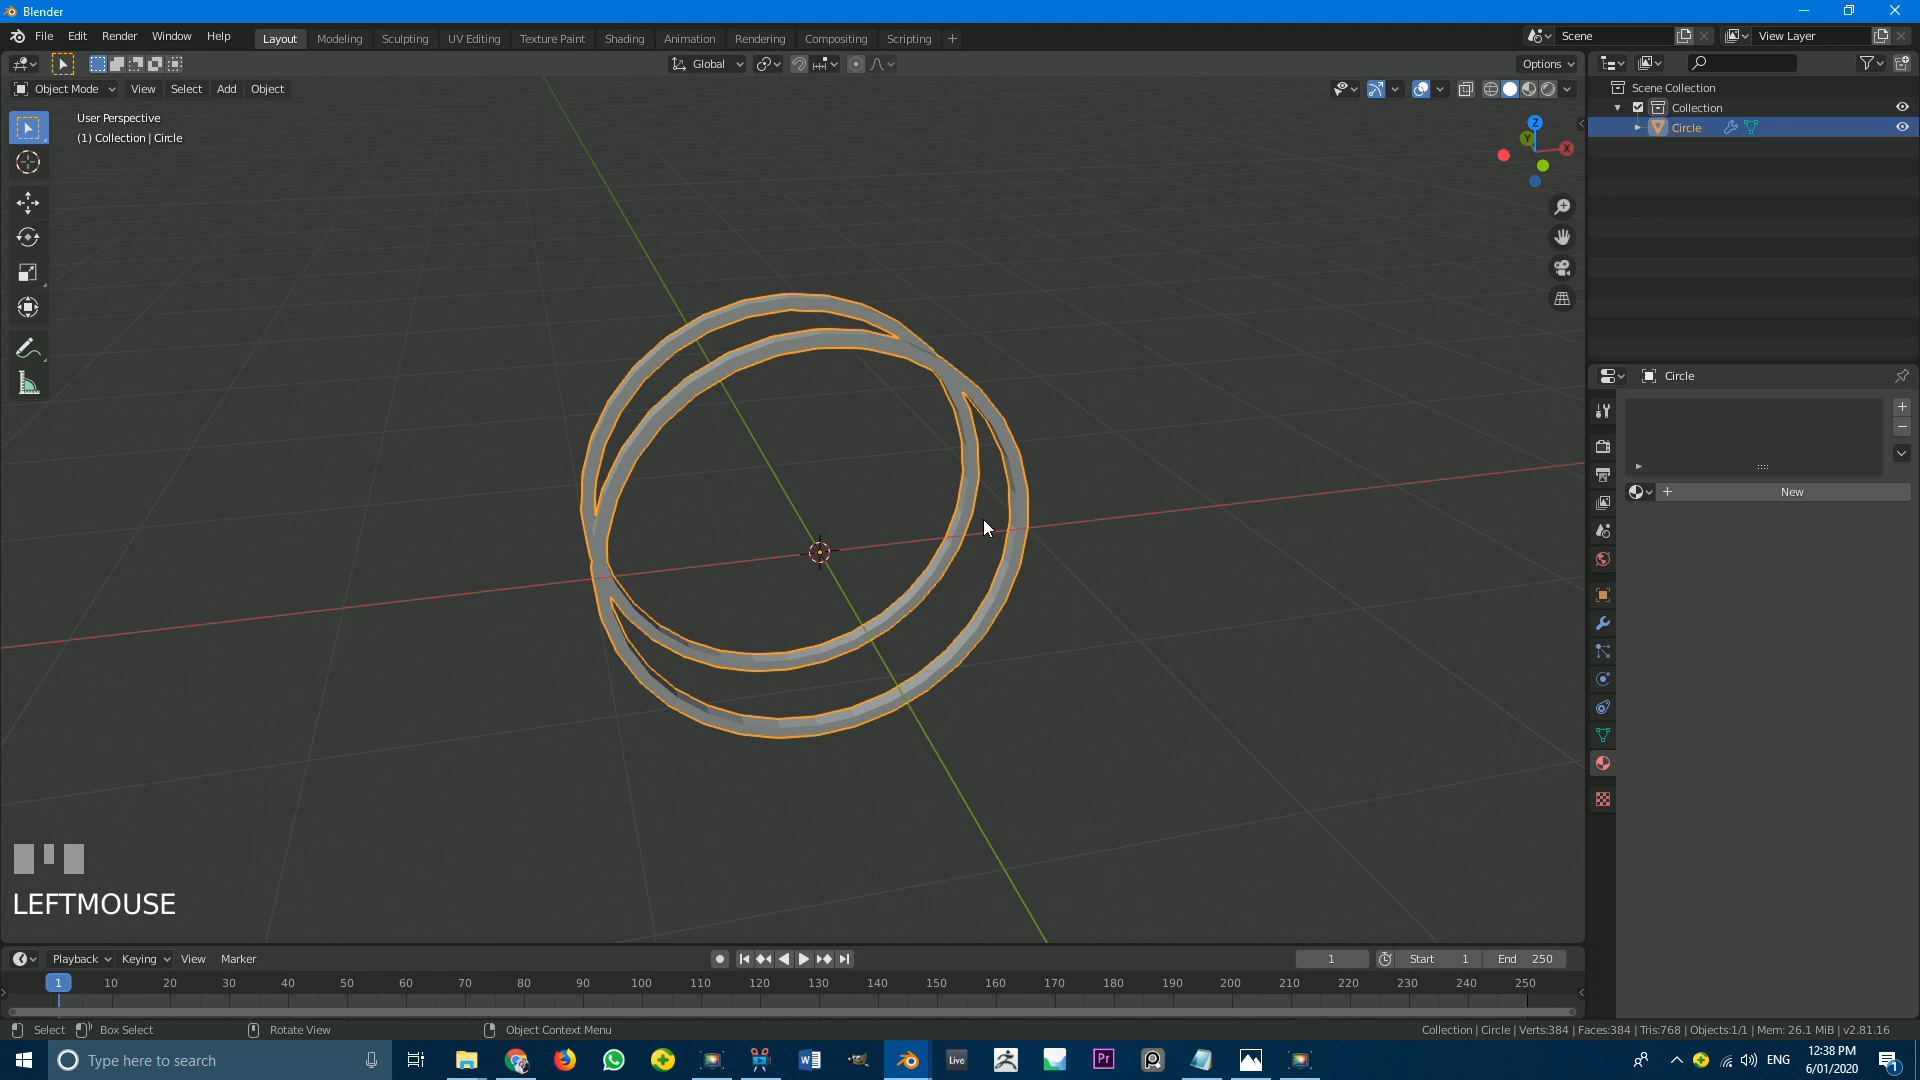 Blender
File Edit Render Window Help
Layout Modeling Sculpting UV Editing Texture Paint Shading Animation Rendering Compositing Scripting +
Scene
View Layer
Global
Options
Object Mode View Select Add Object
User Perspective
(1) Collection | Circle
Z
Y
X
Scene Collection
Collection
Circle
Circle
New
LEFTMOUSE
Playback Keying View Marker
1
Start 1
End 250
1 10 20 30 40 50 60 70 80 90 100 110 120 130 140 150 160 170 180 190 200 210 220 230 240 250
Select Box Select Rotate View Object Context Menu
Collection | Circle | Verts:384 | Faces:384 | Tris:768 | Objects:1/1 | Mem: 26.1 MiB | v2.81.16
Type here to search
W
Live
Pr
ENG
12:38 PM
6/01/2020
1